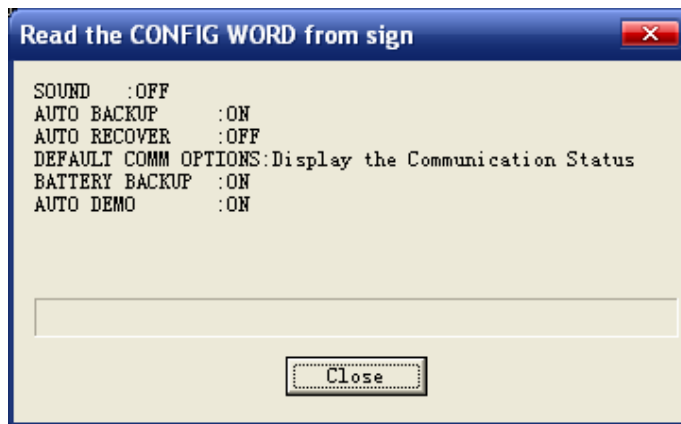 Read the CONFIG WORD from sign
SOUND :OFF
AUTO BACKUP :ON
AUTO RECOVER :OFF
DEFAULT COMM OPTIONS:Display the Communication Status
BATTERY BACKUP :ON
AUTO DEMO :ON
Close